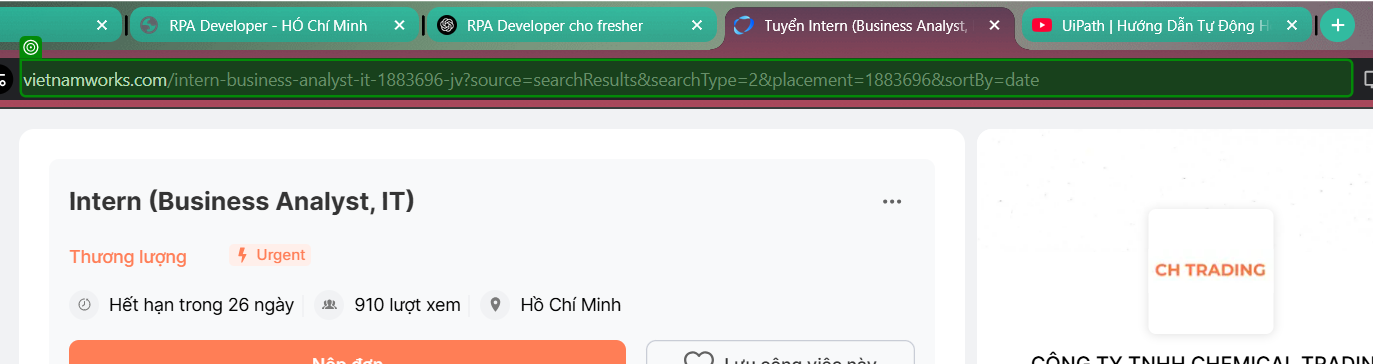 RPA Developer - HÓ Chí Minh
RPA Developer cho fresher
Tuyển Intern (Business Analyst,
UiPath | Hướng Dẫn Tự Động H
vietnamworks.com/intern-business-analyst-it-1883696-jv?source=searchResults&searchType=2&placement=1883696&sortBy=date
Intern (Business Analyst, IT)
Thương lượng
Urgent
Hết hạn trong 26 ngày
910 lượt xem
Hồ Chí Minh
Nộp đơn
Lưu công việc này
CH TRADING
CÔNG TY TNHH CHEMICAL TRADIN